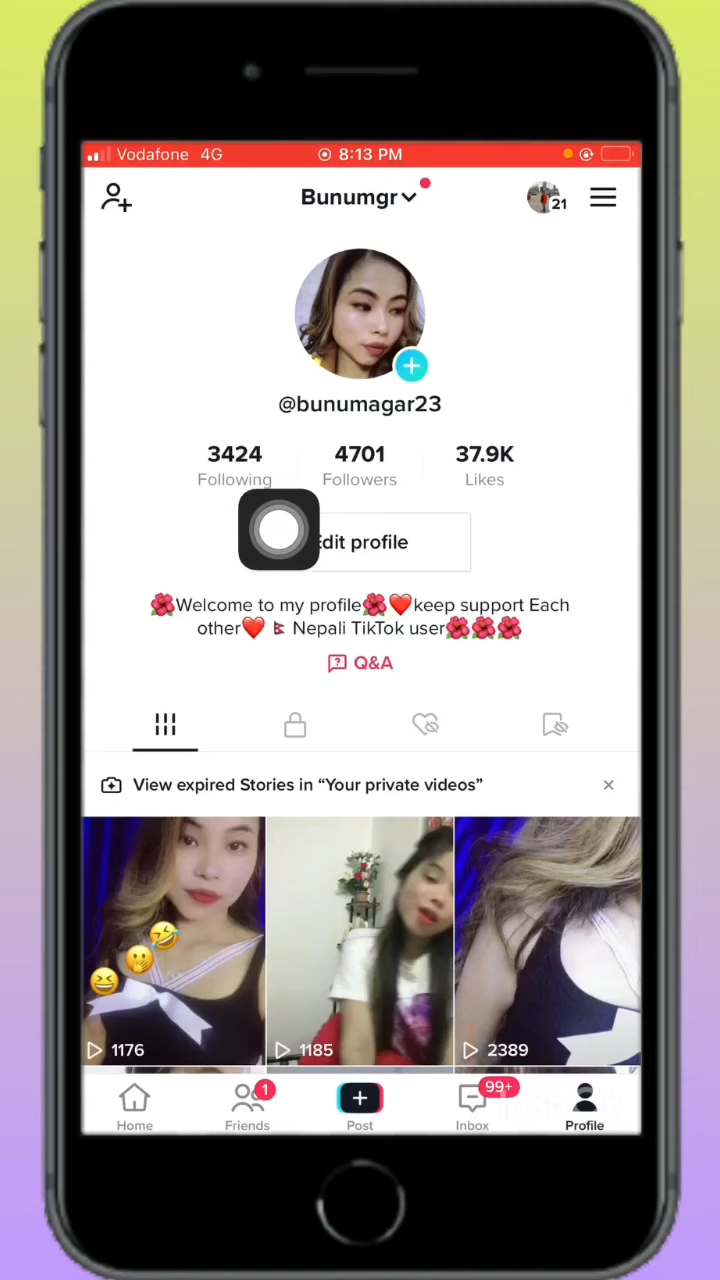 Vodafone 4G 8:13 PM
Bunumgr
21
@bunumagar23
3424 4701 37.9K
Following Followers Likes
dit profile
🌺Welcome to my profile🌺❤️keep support Each
other❤️🇳🇵 Nepali TikTok user🌺🌺🌺
Q&A
View expired Stories in “Your private videos”
1176 1185 2389
1 99+
Home Friends Post Inbox Profile